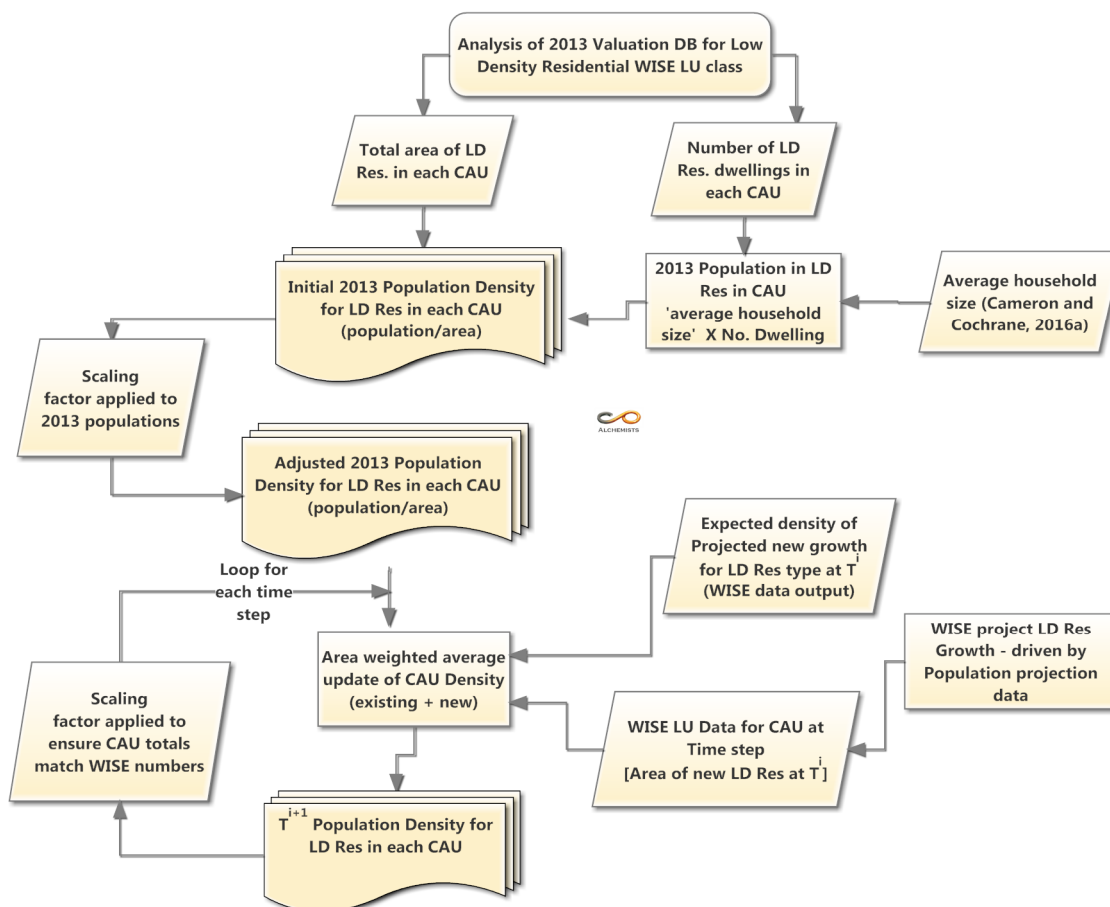 Analysis of 2013 Valuation DB for Low
Density Residential WISE LU class
Total area of LD
Res. in each CAU
Number of LD
Res. dwellings in
each CAU
Initial 2013 Population Density
for LD Res in each CAU
(population/area)
2013 Population in LD
Res in CAU
'average household
size' X No. Dwelling
Average household
size (Cameron and
Cochrane, 2016a)
Scaling
factor applied to
2013 populations
ALCHEMISTS
Adjusted 2013 Population
Density for LD Res in each CAU
(population/area)
Expected density of
Projected new growth
for LD Res type at T^i
(WISE data output)
Loop for
each time
step
WISE project LD Res
Growth - driven by
Population projection
data
Area weighted average
update of CAU Density
(existing + new)
Scaling
factor applied to
ensure CAU totals
match WISE numbers
WISE LU Data for CAU at
Time step
[Area of new LD Res at T^i]
T^i+1 Population Density for
LD Res in each CAU